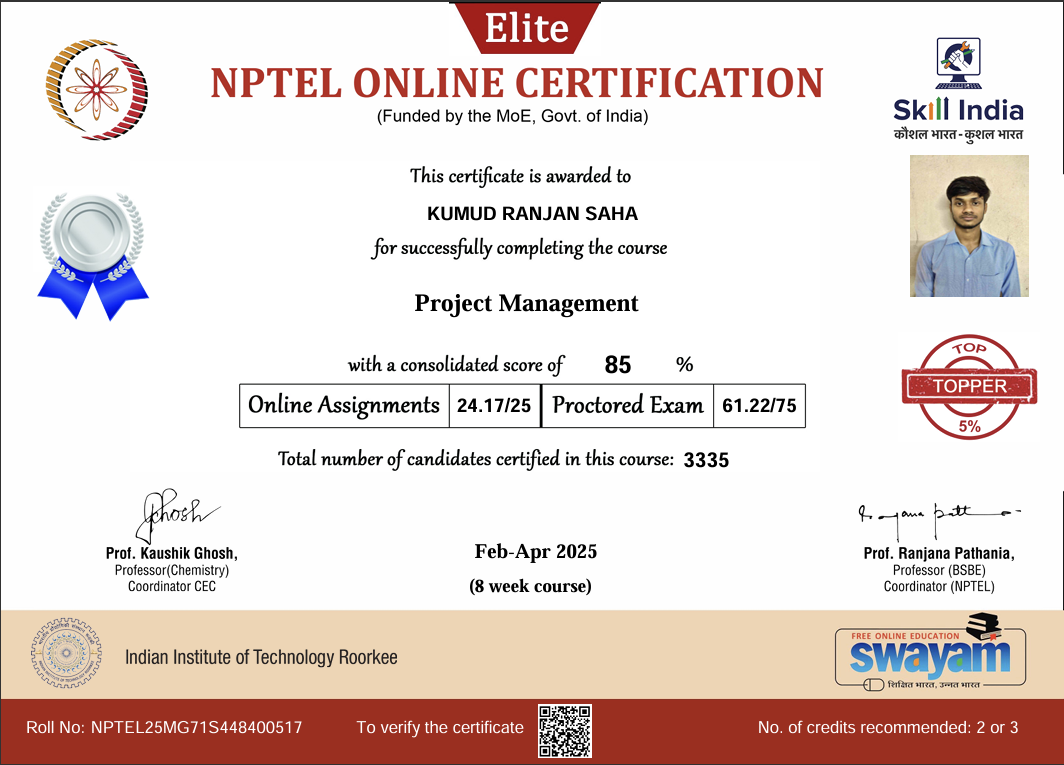 Elite
NPTEL ONLINE CERTIFICATION
(Funded by the MoE, Govt. of India)
Skill India
कौशल भारत - कुशल भारत
This certificate is awarded to
KUMUD RANJAN SAHA
for successfully completing the course
Project Management
with a consolidated score of 85 %
Online Assignments 24.17/25 Proctored Exam 61.22/75
TOP
TOPPER
5%
Total number of candidates certified in this course: 3335
Prof. Kaushik Ghosh,
Professor(Chemistry)
Coordinator CEC
Feb-Apr 2025
(8 week course)
Prof. Ranjana Pathania,
Professor (BSBE)
Coordinator (NPTEL)
Indian Institute of Technology Roorkee
FREE ONLINE EDUCATION
swayam
शिक्षित भारत, उन्नत भारत
Roll No: NPTEL25MG71S448400517
To verify the certificate
No. of credits recommended: 2 or 3